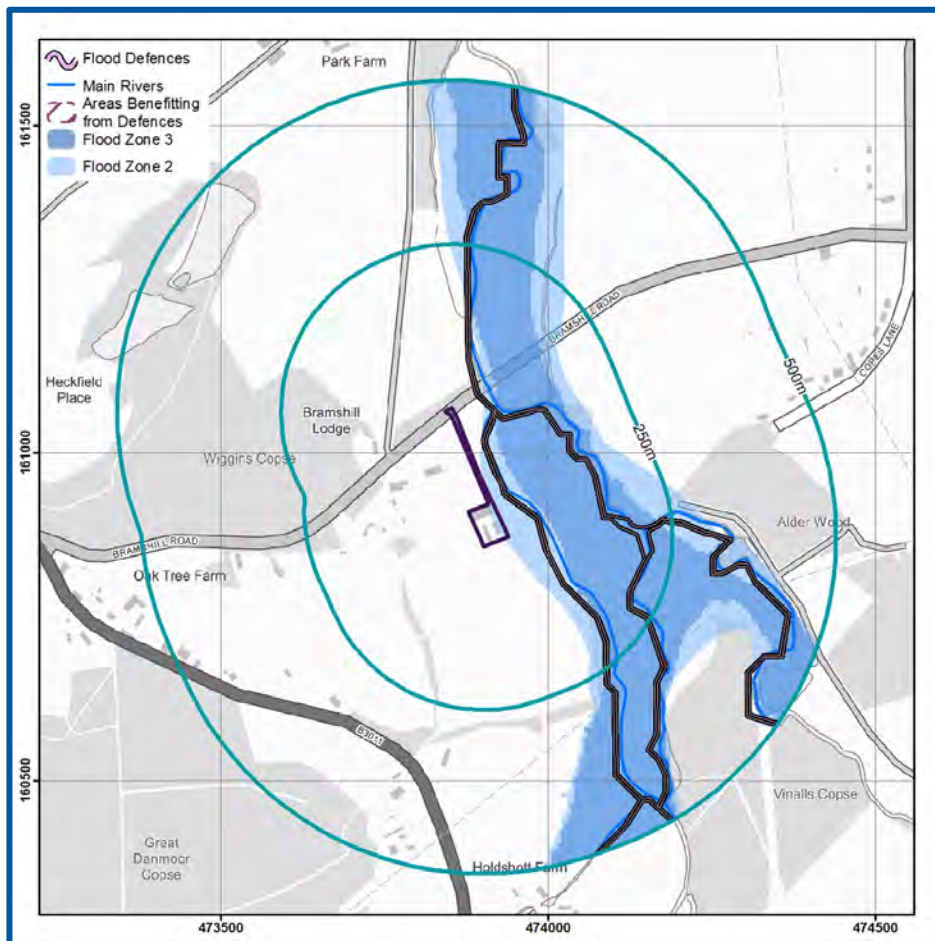 Flood Defences
Main Rivers
Areas Benefitting
from Defences
Flood Zone 3
Flood Zone 2
Park Farm
161500
BRAMSHILL ROAD
COPES LANE
500m
Heckfield
Place
Bramshill
Lodge
250m
Wiggins Copse
161000
Alder Wood
BRAMSHILL ROAD
Oak Tree Farm
B3011
160500
Vinalls Copse
Great
Danmoor
Copse
Holdshott Farm
473500
474000
474500